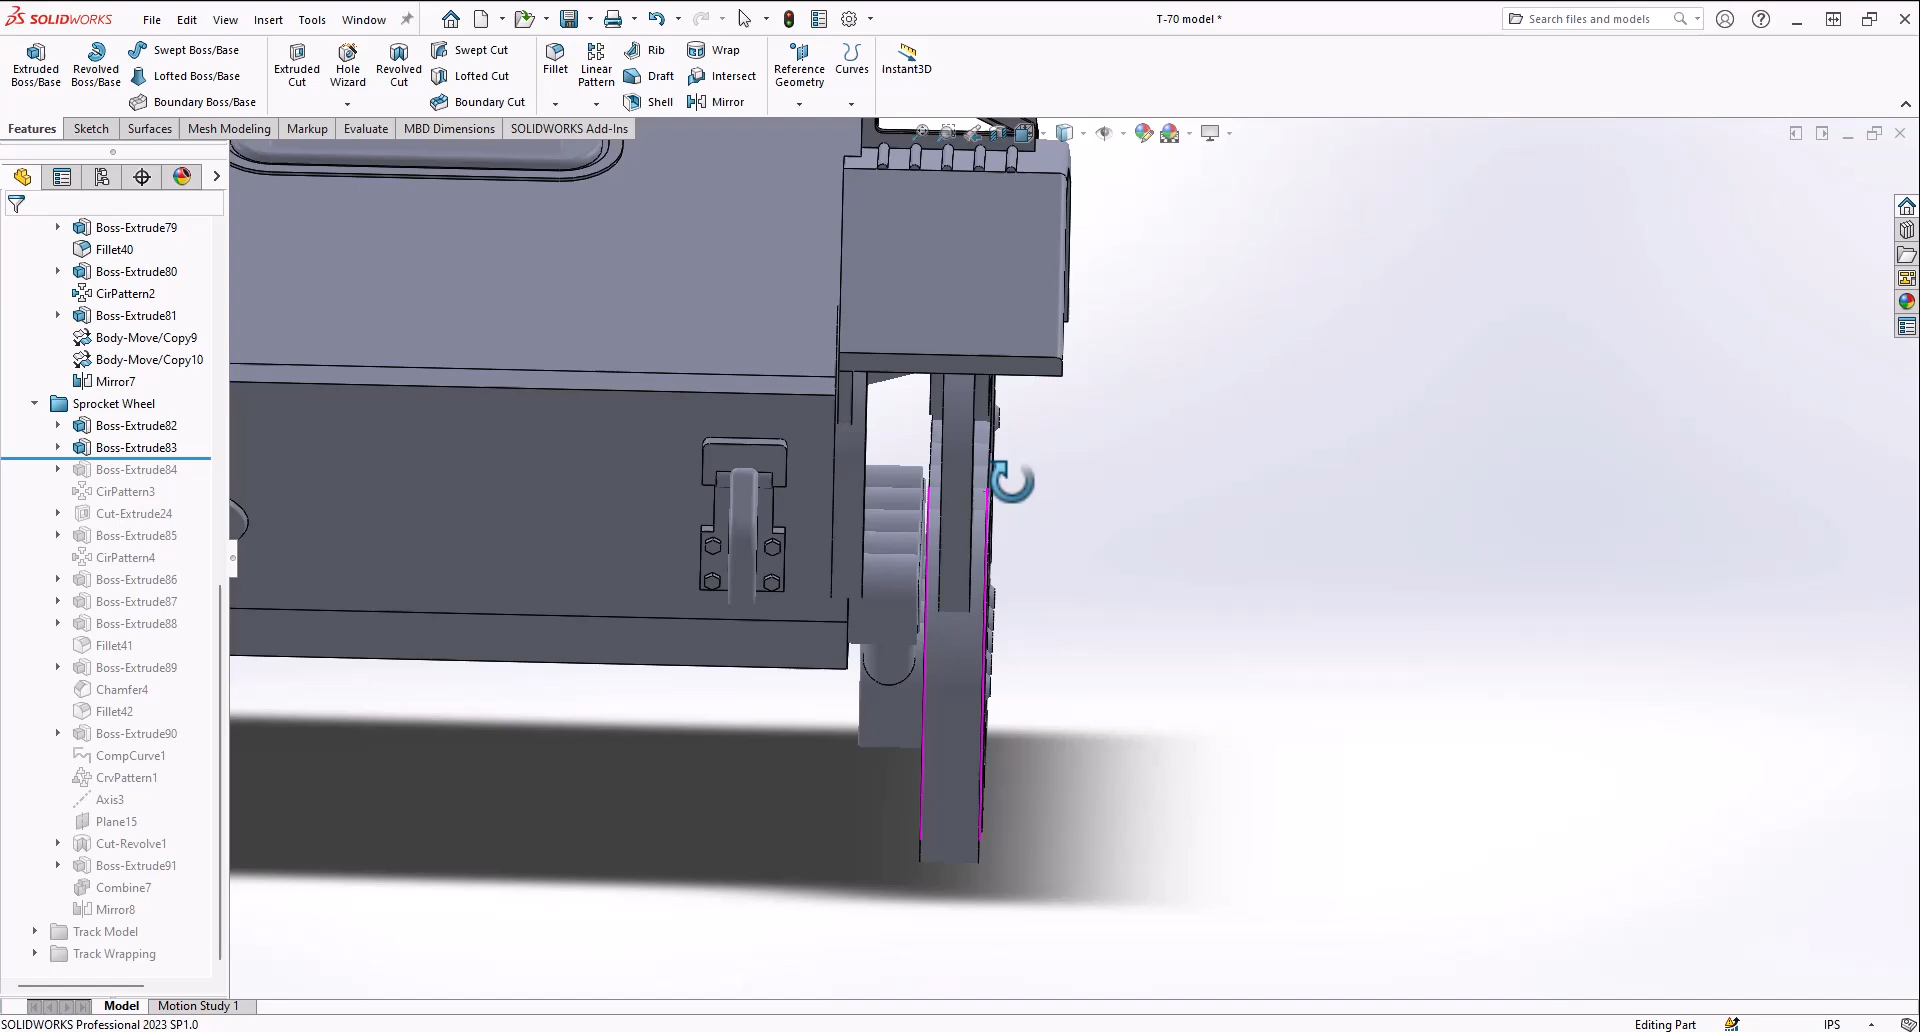 SOLIDWORKS File Edit View Insert Tools Window T-70 model * Search files and models
Extruded Boss/Base
Revolved Boss/Base
Swept Boss/Base
Lofted Boss/Base
Boundary Boss/Base
Extruded Cut
Hole Wizard
Revolved Cut
Swept Cut
Lofted Cut
Boundary Cut
Fillet
Linear Pattern
Rib
Draft
Shell
Wrap
Intersect
Mirror
Reference Geometry
Curves
Instant3D
Features Sketch Surfaces Mesh Modeling Markup Evaluate MBD Dimensions SOLIDWORKS Add-Ins
Boss-Extrude79
Fillet40
Boss-Extrude80
CirPattern2
Boss-Extrude81
Body-Move/Copy9
Body-Move/Copy10
Mirror7
Sprocket Wheel
Boss-Extrude82
Boss-Extrude83
Boss-Extrude84
CirPattern3
Cut-Extrude24
Boss-Extrude85
CirPattern4
Boss-Extrude86
Boss-Extrude87
Boss-Extrude88
Fillet41
Boss-Extrude89
Chamfer4
Fillet42
Boss-Extrude90
CompCurve1
CrvPattern1
Axis3
Plane15
Cut-Revolve1
Boss-Extrude91
Combine7
Mirror8
Track Model
Track Wrapping
Model Motion Study 1
SOLIDWORKS Professional 2023 SP1.0 Editing Part IPS